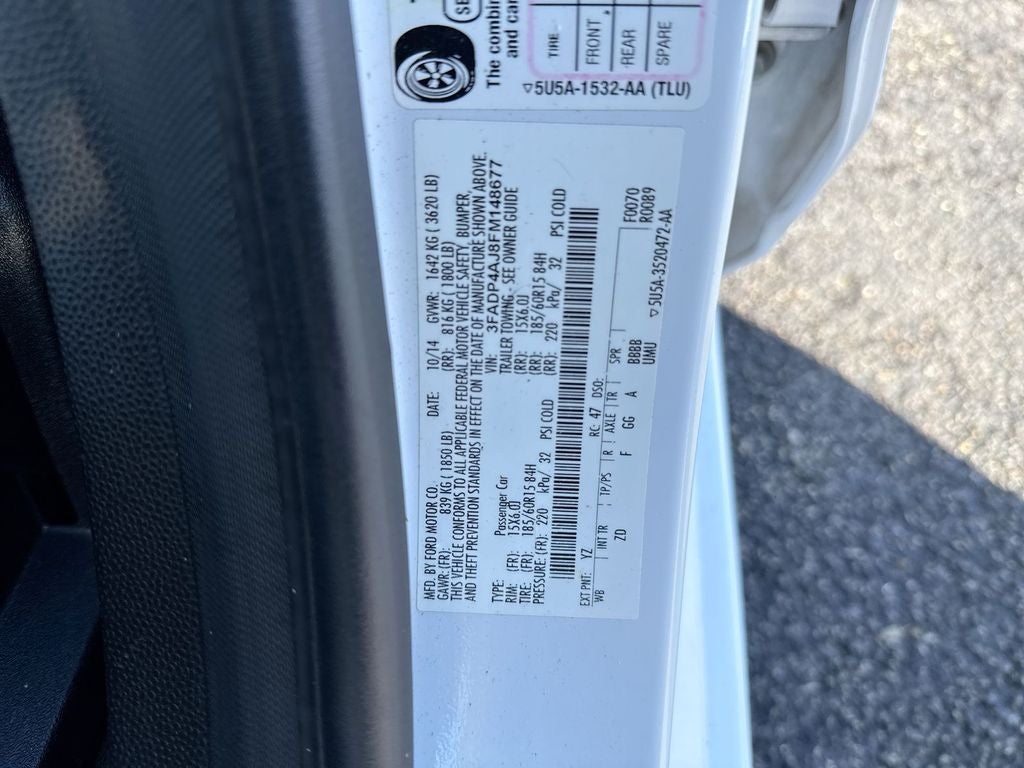 SE
The combin
and car
TIRE
FRONT
REAR
SPARE
▽5U5A-1532-AA (TLU)
MFD. BY FORD MOTOR CO. DATE: 10/14 GVWR: 1642 KG ( 3620 LB)
GAWR: (FR): 839 KG (1850 LB) (RR): 816 KG (1800 LB)
THIS VEHICLE CONFORMS TO ALL APPLICABLE FEDERAL MOTOR VEHICLE SAFETY, BUMPER,
AND THEFT PREVENTION STANDARDS IN EFFECT ON THE DATE OF MANUFACTURE SHOWN ABOVE.
VIN: 3FADP4AJ8FM148677
TYPE: Passenger Car TRAILER TOWING - SEE OWNER GUIDE
RIM: (FR): 15X6.0J (RR): 15X6.0J
TIRE: (FR): 185/60R15 84H (RR): 185/60R15 84H
PRESSURE: (FR): 220 kPa/ 32 PSI COLD (RR): 220 kPa/ 32 PSI COLD
EXT PNT: YZ RC: 47 DSO: F0070
WB INT TR TP/PS R AXLE TR SPR R0089
ZD F GG A BBBB
UMU
▽5U5A-3520472-AA